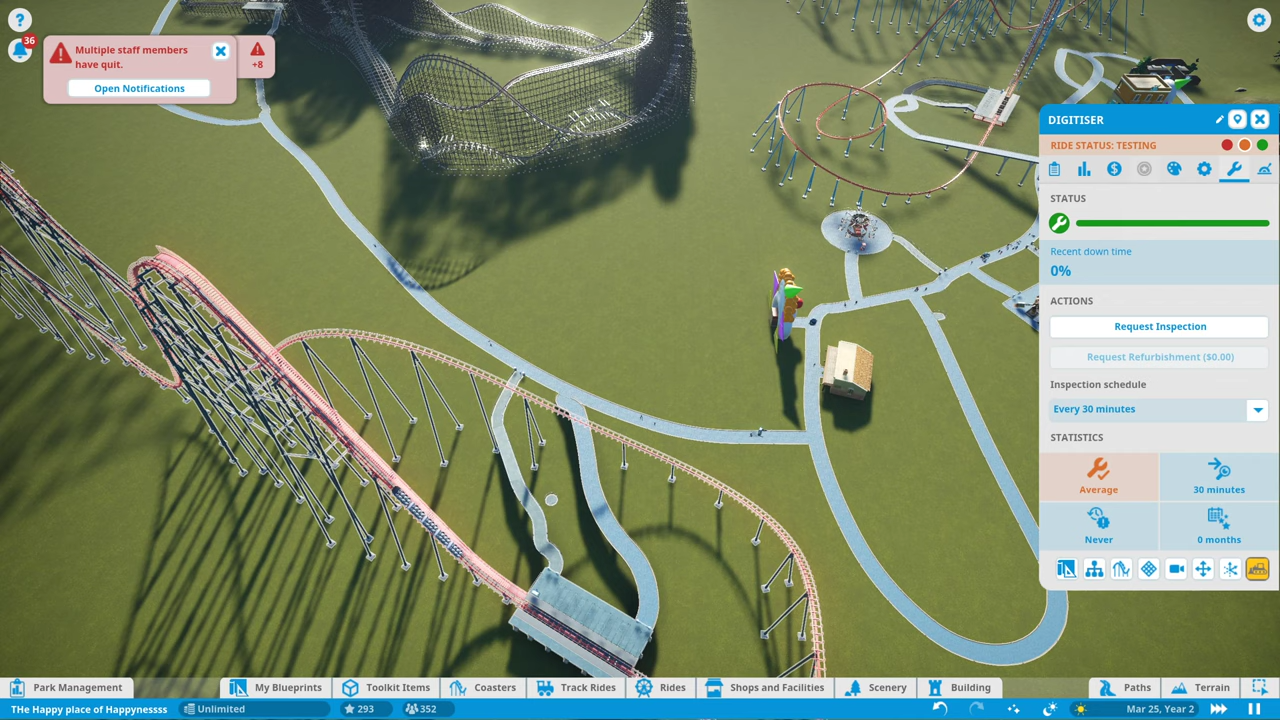 ?
36
Multiple staff members
have quit.
+8
Open Notifications
DIGITISER
RIDE STATUS: TESTING
STATUS
Recent down time
0%
ACTIONS
Request Inspection
Request Refurbishment ($0.00)
Inspection schedule
Every 30 minutes
STATISTICS
Average
30 minutes
Never
0 months
Park Management
My Blueprints
Toolkit Items
Coasters
Track Rides
Rides
Shops and Facilities
Scenery
Building
Paths
Terrain
THe Happy place of Happynessss
Unlimited
293
352
Mar 25, Year 2